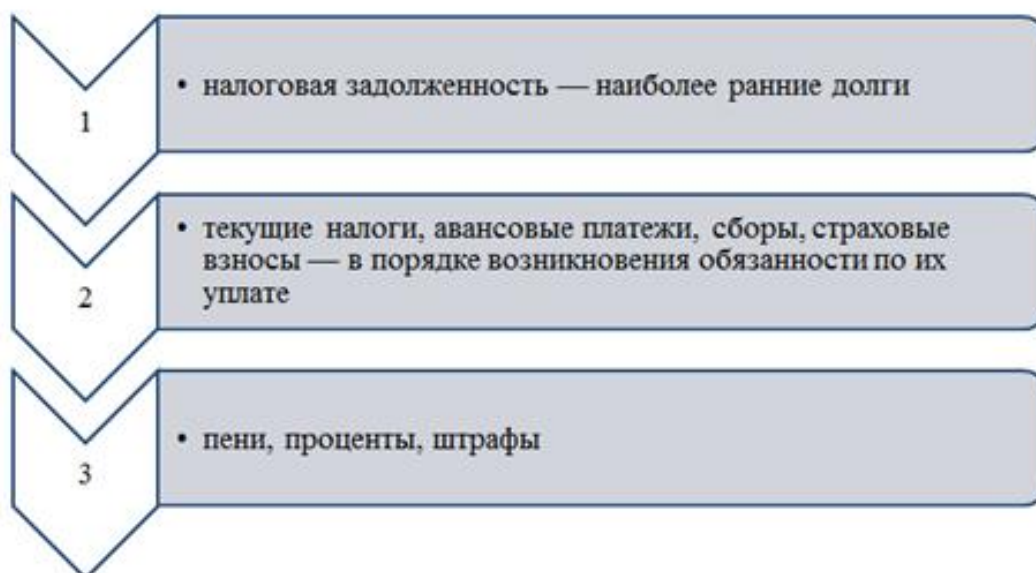 1
• налоговая задолженность — наиболее ранние долги
2
• текущие налоги, авансовые платежи, сборы, страховые
взносы — в порядке возникновения обязанности по их
уплате
3
• пени, проценты, штрафы